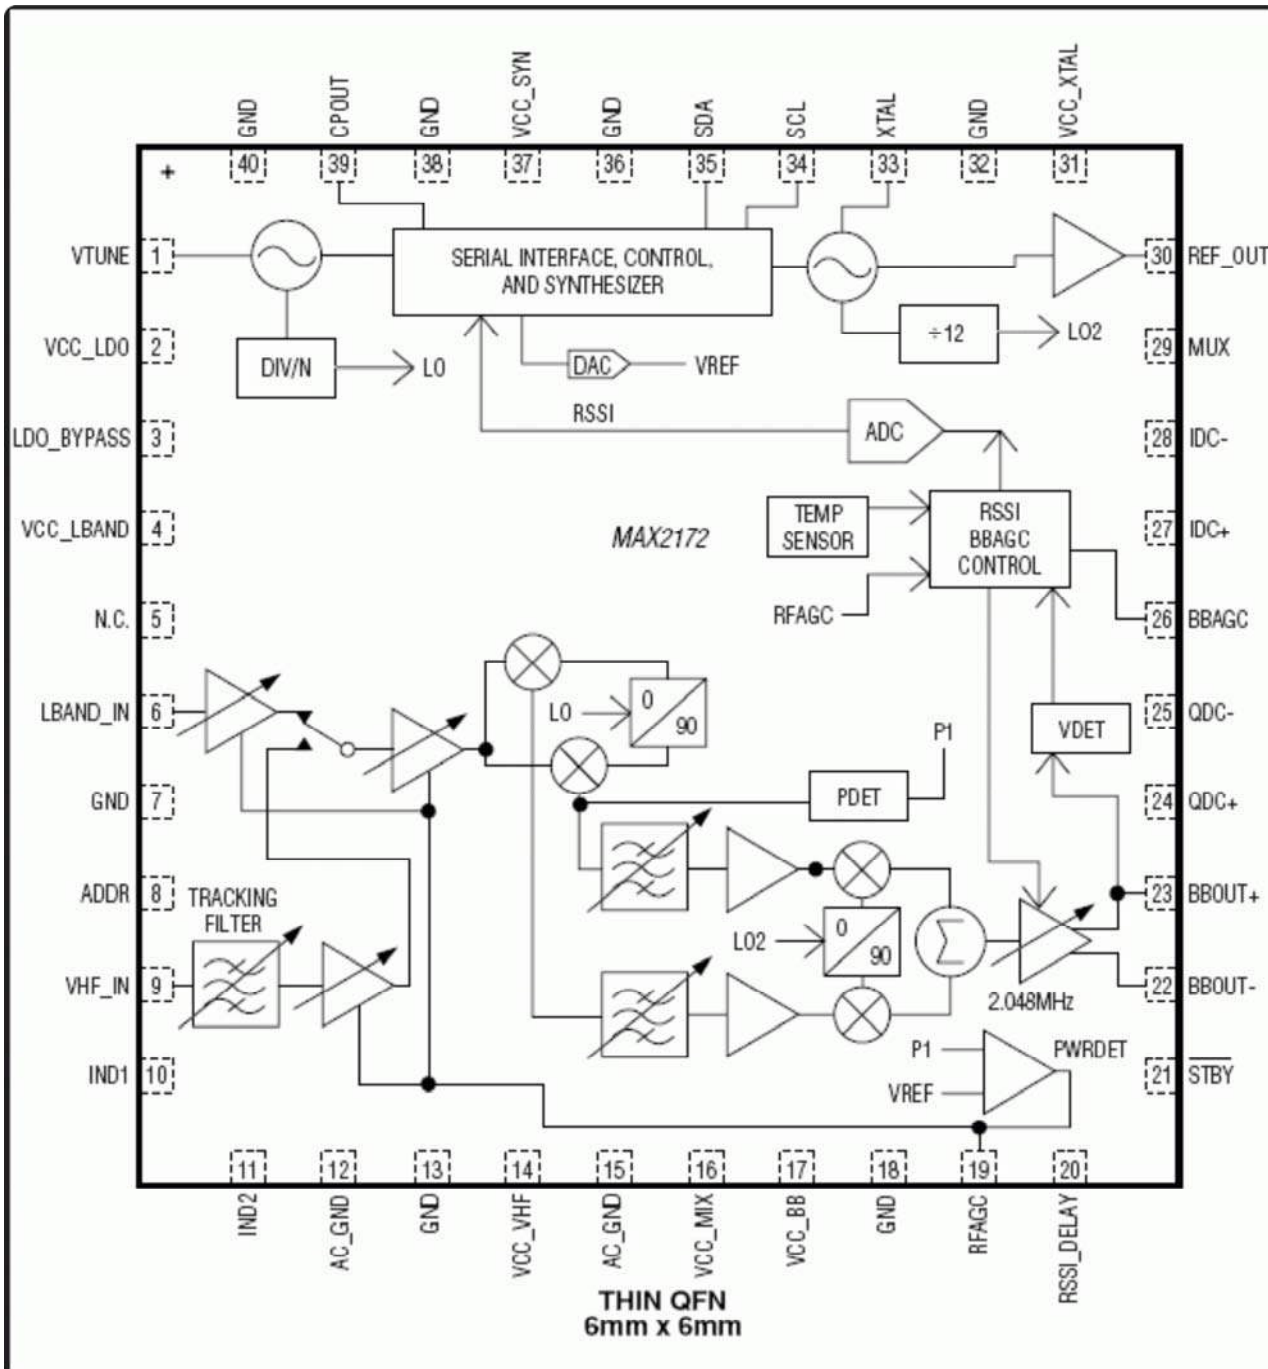 GND
CPOUT
GND
VCC_SYN
GND
SDA
SCL
XTAL
GND
VCC_XTAL
+
40
39
38
37
36
35
34
33
32
31
VTUNE
1
SERIAL INTERFACE, CONTROL,
AND SYNTHESIZER
30
REF_OUT
VCC_LDO
2
DIV/N
LO
DAC
VREF
÷12
LO2
29
MUX
RSSI
ADC
LDO_BYPASS
3
28
IDC-
VCC_LBAND
4
MAX2172
TEMP
SENSOR
RSSI
BBAGC
CONTROL
27
IDC+
RFAGC
N.C.
5
26
BBAGC
LBAND_IN
6
LO
0
90
P1
VDET
25
QDC-
GND
7
PDET
24
QDC+
ADDR
8
TRACKING
FILTER
LO2
0
90
Σ
23
BBOUT+
VHF_IN
9
2.048MHz
22
BBOUT-
IND1
10
P1
VREF
PWRDET
21
STBY
11
12
13
14
15
16
17
18
19
20
IND2
AC_GND
GND
VCC_VHF
AC_GND
VCC_MIX
VCC_BB
GND
RFAGC
RSSI_DELAY
THIN QFN
6mm x 6mm